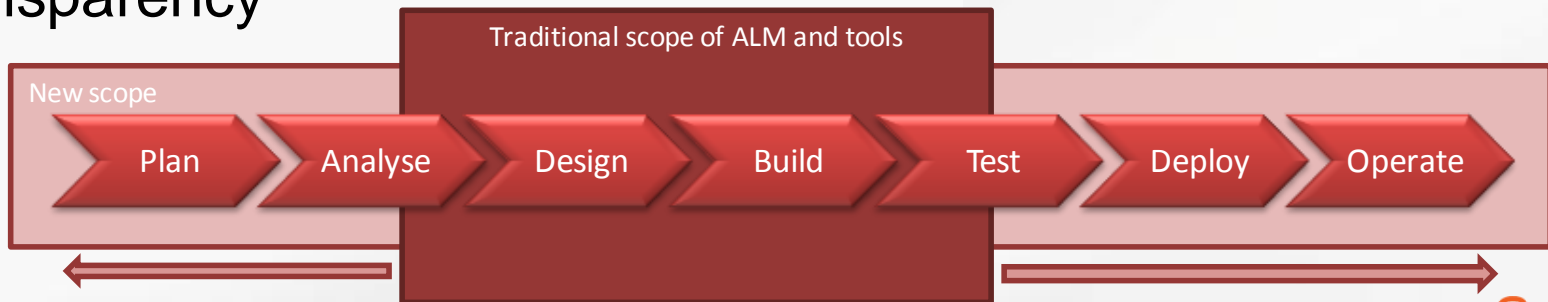 Traditional scope of ALM and tools
New scope
Plan Analyse Design Build Test Deploy Operate